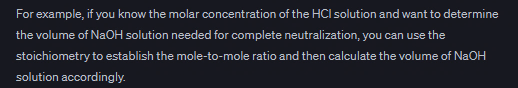 For example, if you know the molar concentration of the HCl solution and want to determine
the volume of NaOH solution needed for complete neutralization, you can use the
stoichiometry to establish the mole-to-mole ratio and then calculate the volume of NaOH
solution accordingly.